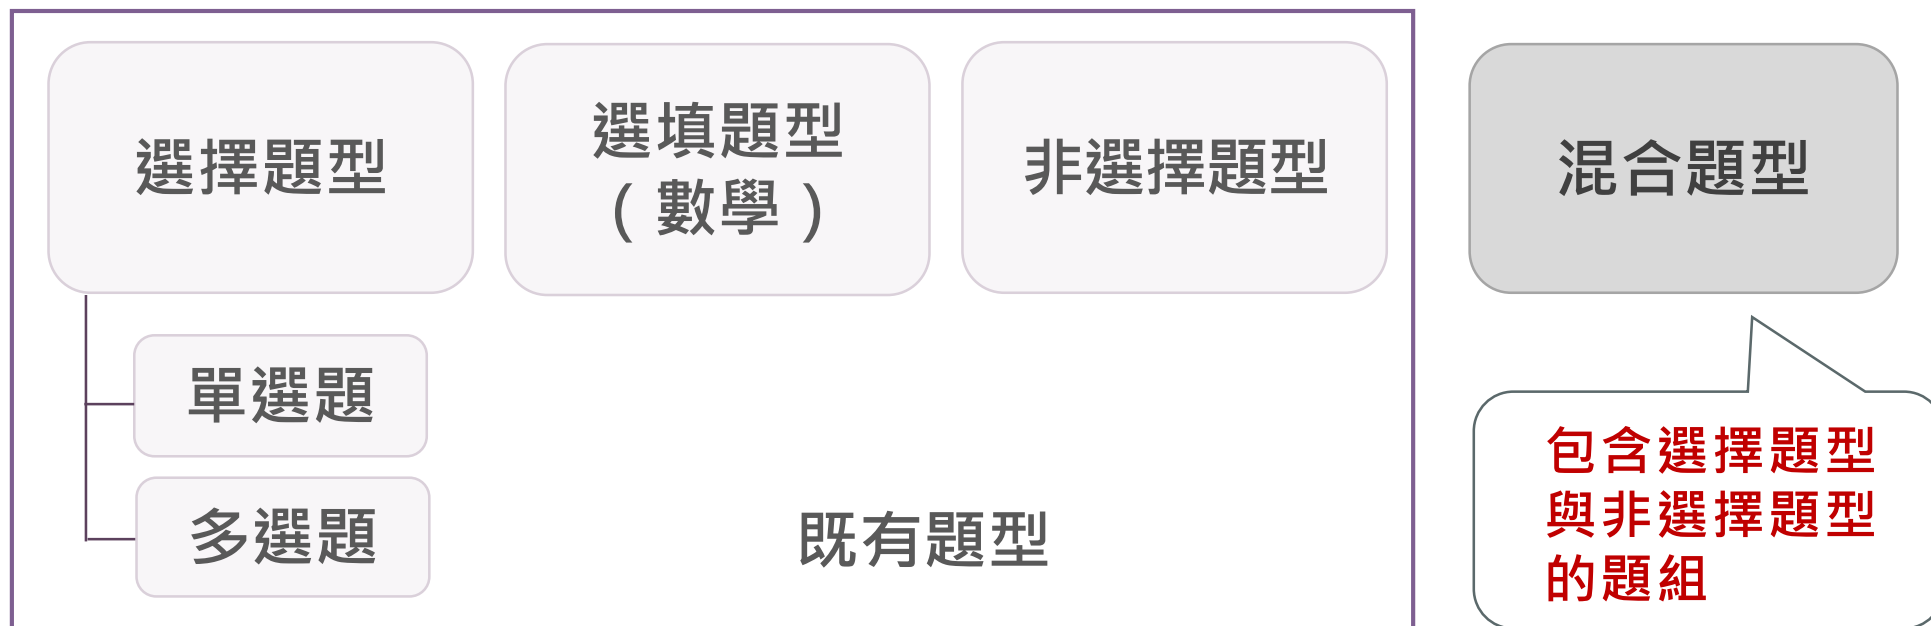 選擇題型
選填題型
（數學）
非選擇題型
混合題型
單選題
多選題
既有題型
包含選擇題型
與非選擇題型
的題組